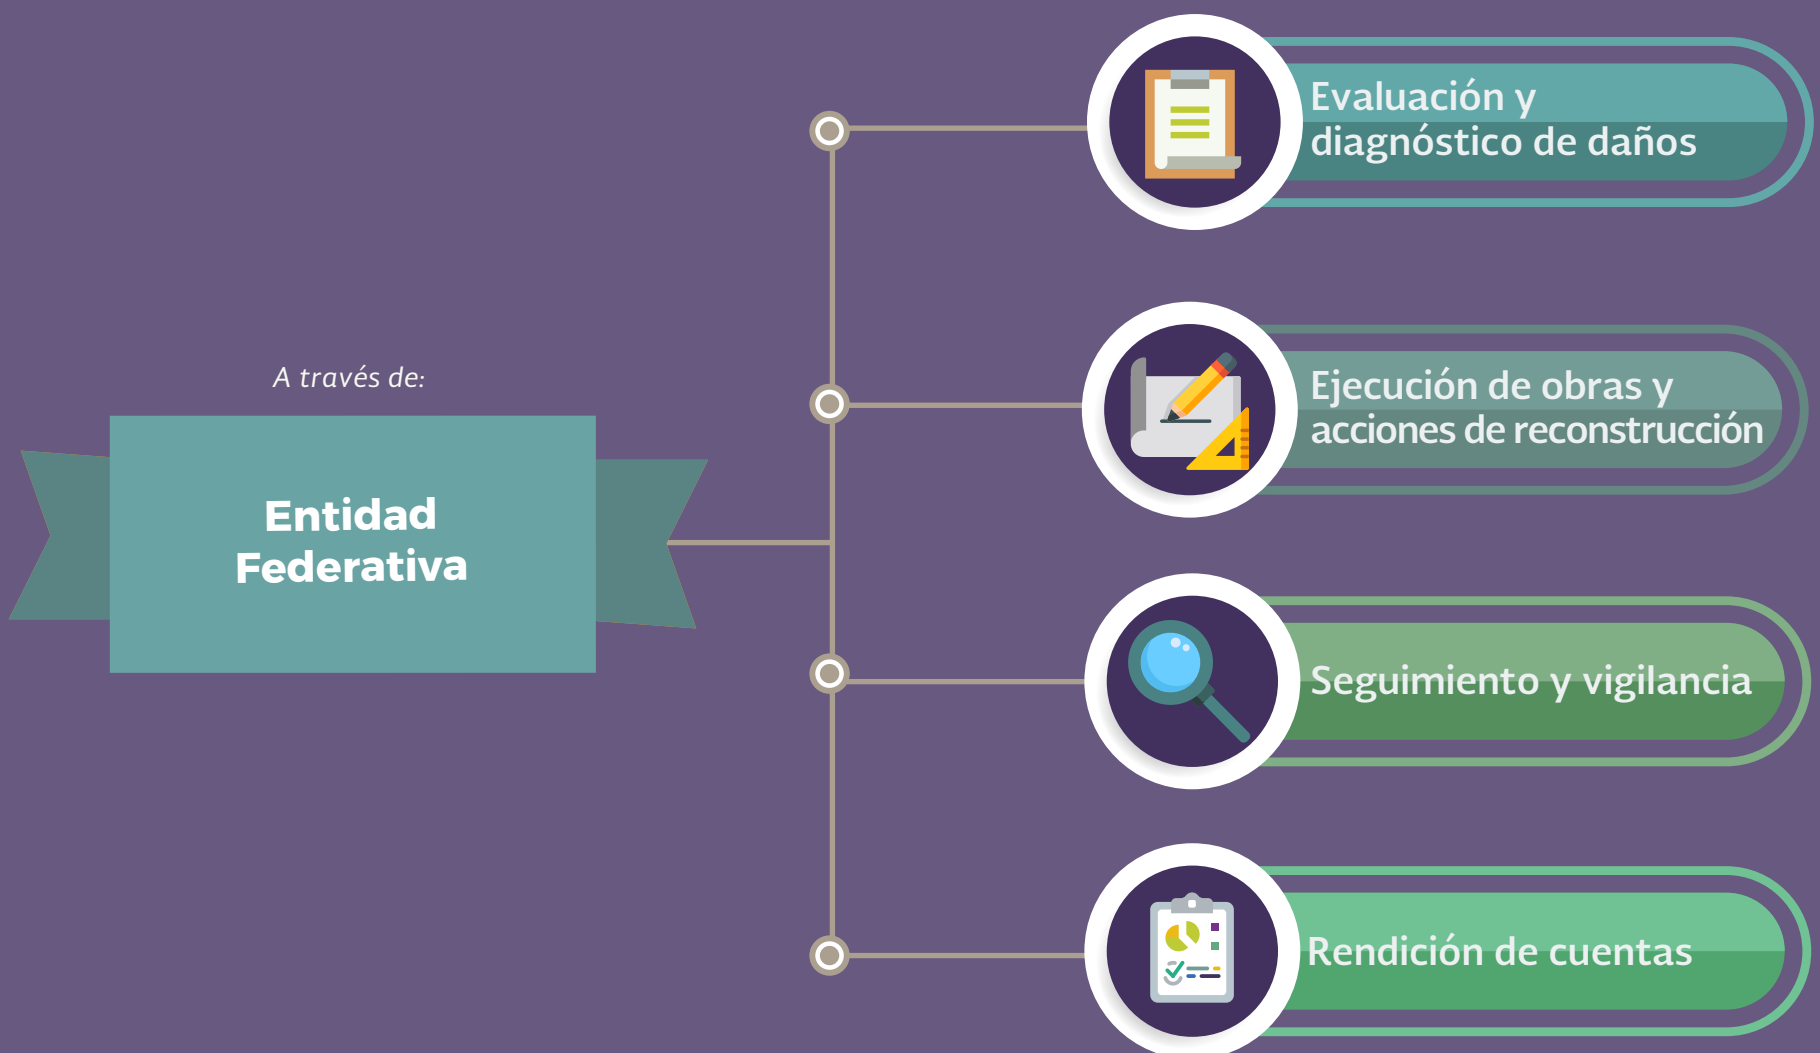 A través de:
Entidad
Federativa
Evaluación y
diagnóstico de daños
Ejecución de obras y
acciones de reconstrucción
Seguimiento y vigilancia
Rendición de cuentas